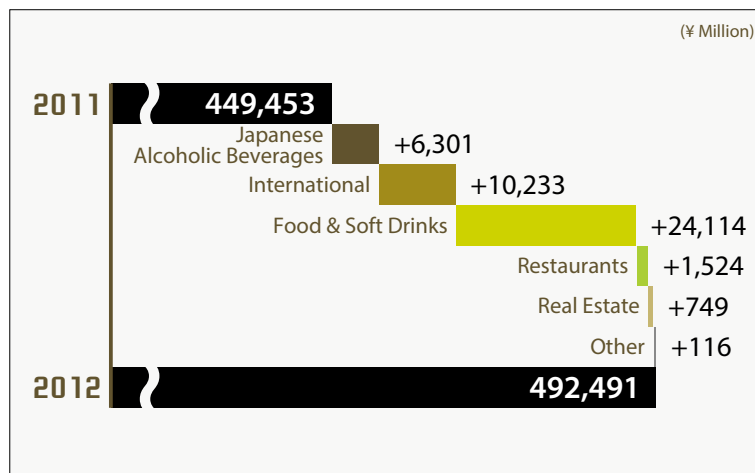 (¥ Million)
2011
449,453
Japanese
Alcoholic Beverages
+6,301
International
+10,233
Food & Soft Drinks
+24,114
Restaurants
+1,524
Real Estate
+749
Other
+116
2012
492,491